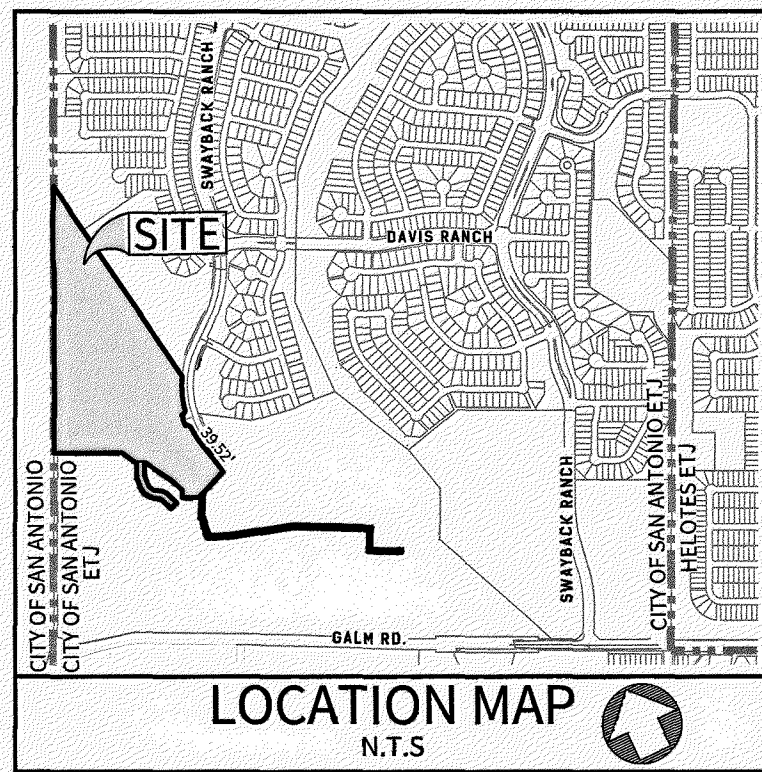 SWAYBACK RANCH
SITE
DAVIS RANCH
39.52'
CITY OF SAN ANTONIO
CITY OF SAN ANTONIO
ETJ
SWAYBACK RANCH
CITY OF SAN ANTONIO ETJ
HELOTES ETJ
GALM RD.
LOCATION MAP
N.T.S